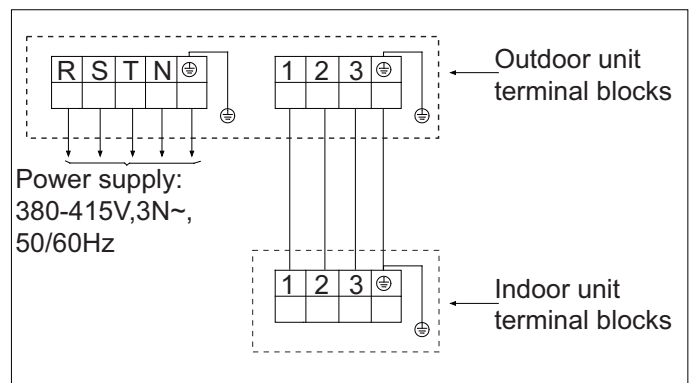 R S T N ⏚
1 2 3 ⏚
Outdoor unit
terminal blocks
⏚
⏚
Power supply:
380-415V,3N~,
50/60Hz
1 2 3 ⏚
Indoor unit
terminal blocks
⏚